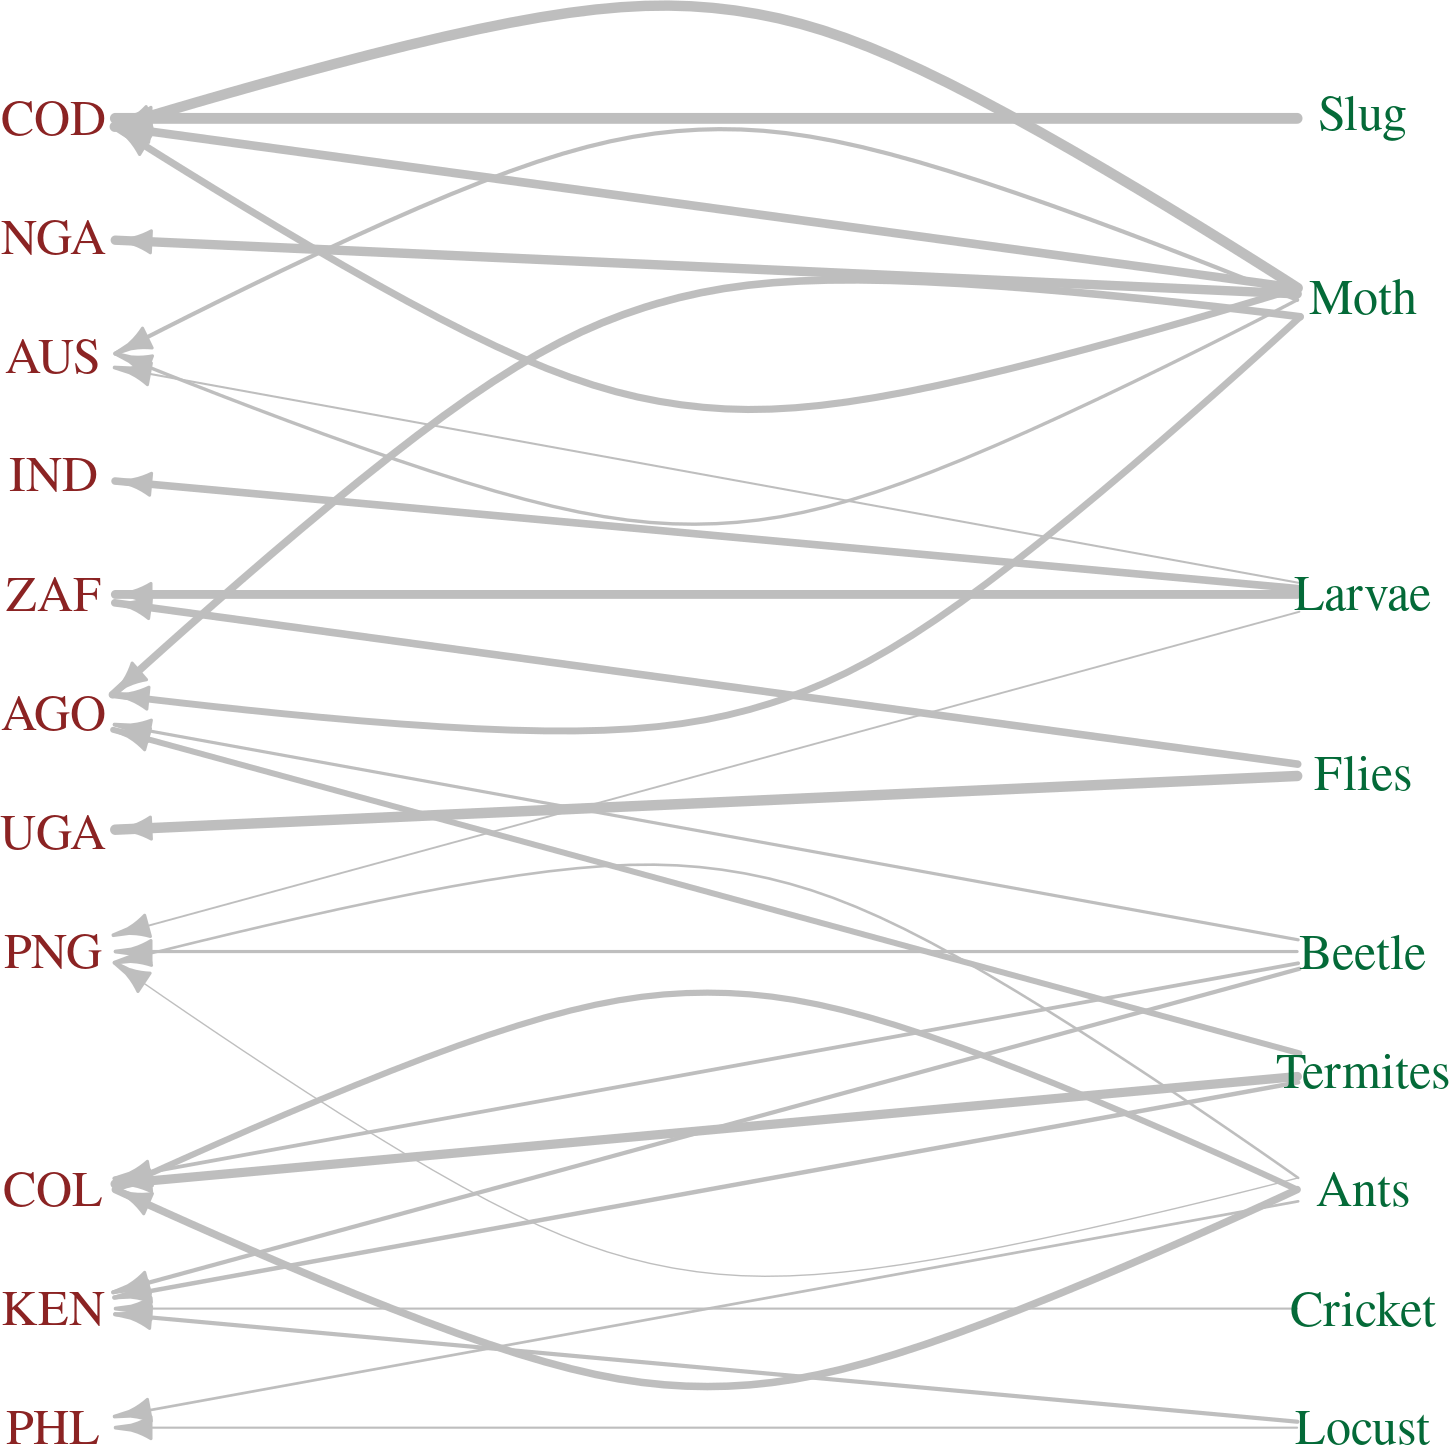 COD
NGA
AUS
IND
ZAF
AGO
UGA
PNG
COL
KEN
PHL
Slug
Moth
Larvae
Flies
Beetle
Termites
Ants
Cricket
Locust